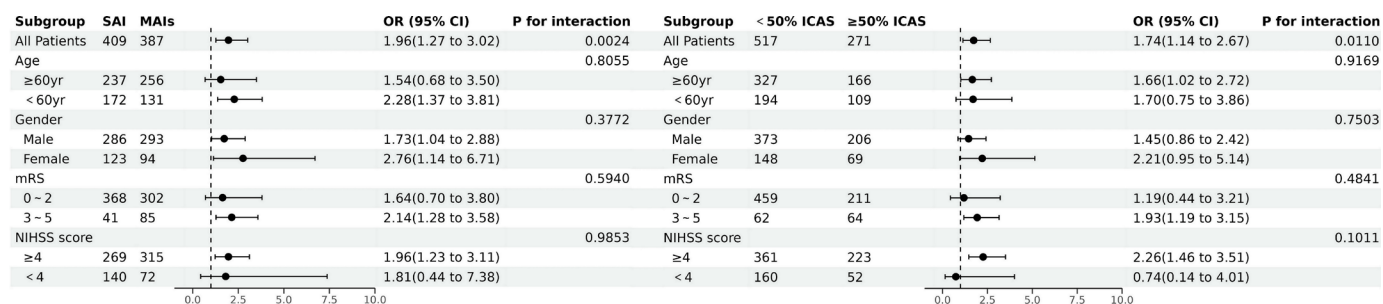 Subgroup SAI MAIs OR (95% CI) P for interaction
All Patients 409 387 1.96(1.27 to 3.02) 0.0024
Age 0.8055
≥60yr 237 256 1.54(0.68 to 3.50)
<60yr 172 131 2.28(1.37 to 3.81)
Gender 0.3772
Male 286 293 1.73(1.04 to 2.88)
Female 123 94 2.76(1.14 to 6.71)
mRS 0.5940
0~2 368 302 1.64(0.70 to 3.80)
3~5 41 85 2.14(1.28 to 3.58)
NIHSS score 0.9853
≥4 269 315 1.96(1.23 to 3.11)
<4 140 72 1.81(0.44 to 7.38)
0.0 2.5 5.0 7.5 10.0
Subgroup <50% ICAS ≥50% ICAS OR (95% CI) P for interaction
All Patients 517 271 1.74(1.14 to 2.67) 0.0110
Age 0.9169
≥60yr 327 166 1.66(1.02 to 2.72)
<60yr 194 109 1.70(0.75 to 3.86)
Gender 0.7503
Male 373 206 1.45(0.86 to 2.42)
Female 148 69 2.21(0.95 to 5.14)
mRS 0.4841
0~2 459 211 1.19(0.44 to 3.21)
3~5 62 64 1.93(1.19 to 3.15)
NIHSS score 0.1011
≥4 361 223 2.26(1.46 to 3.51)
<4 160 52 0.74(0.14 to 4.01)
0.0 2.5 5.0 7.5 10.0